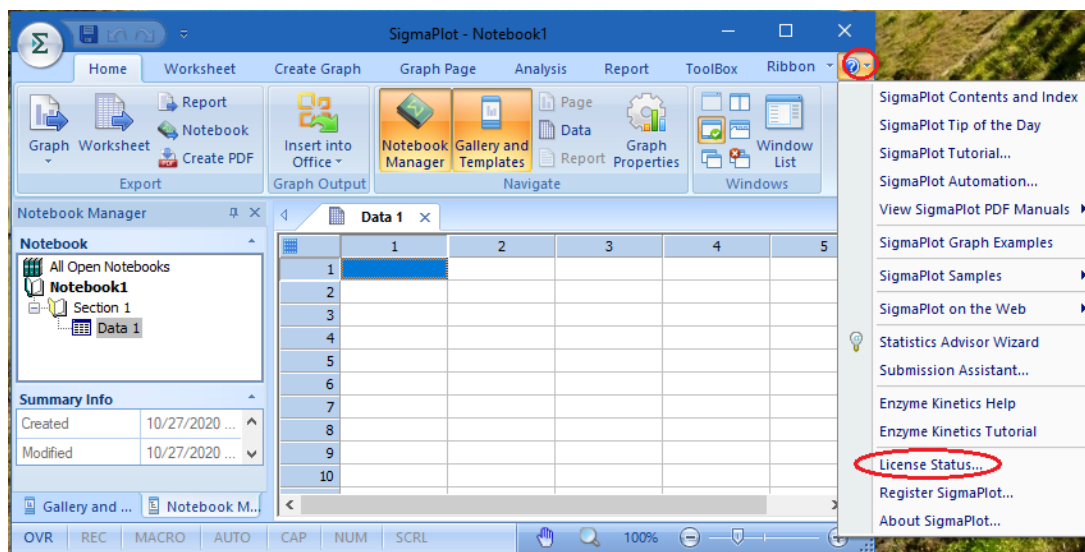 SigmaPlot - Notebook1
Home Worksheet Create Graph Graph Page Analysis Report ToolBox Ribbon
Graph Worksheet
Report
Notebook
Create PDF
Export
Insert into
Office
Graph Output
Notebook
Manager
Gallery and
Templates
Page
Data
Report
Graph
Properties
Navigate
Window
List
Windows
Notebook Manager
Data 1
Notebook
All Open Notebooks
Notebook1
Section 1
Data 1
Summary Info
Created 10/27/2020 ...
Modified 10/27/2020 ...
Gallery and ... Notebook M...
1 2 3 4 5
1
2
3
4
5
6
7
8
9
10
OVR REC MACRO AUTO CAP NUM SCRL 100%
SigmaPlot Contents and Index
SigmaPlot Tip of the Day
SigmaPlot Tutorial...
SigmaPlot Automation...
View SigmaPlot PDF Manuals
SigmaPlot Graph Examples
SigmaPlot Samples
SigmaPlot on the Web
Statistics Advisor Wizard
Submission Assistant...
Enzyme Kinetics Help
Enzyme Kinetics Tutorial
License Status...
Register SigmaPlot...
About SigmaPlot...